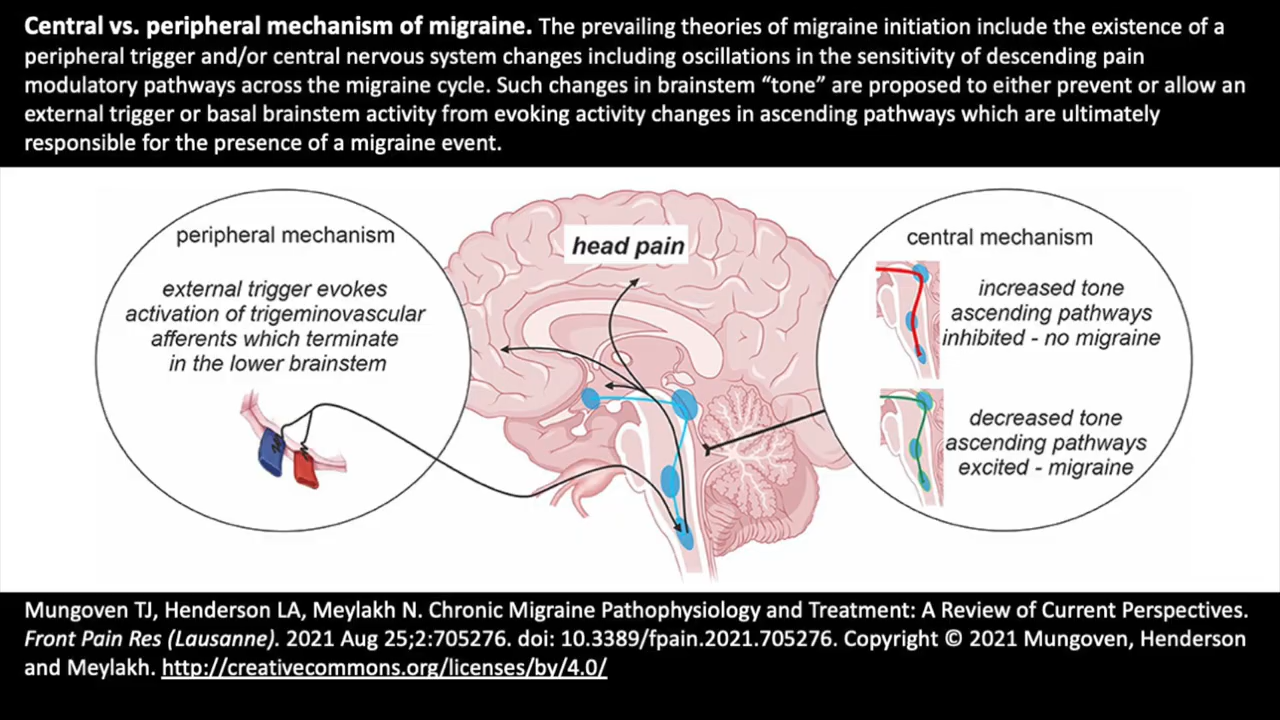 Central vs. peripheral mechanism of migraine. The prevailing theories of migraine initiation include the existence of a
peripheral trigger and/or central nervous system changes including oscillations in the sensitivity of descending pain
modulatory pathways across the migraine cycle. Such changes in brainstem “tone” are proposed to either prevent or allow an
external trigger or basal brainstem activity from evoking activity changes in ascending pathways which are ultimately
responsible for the presence of a migraine event.
peripheral mechanism
external trigger evokes
activation of trigeminovascular
afferents which terminate
in the lower brainstem
head pain
central mechanism
increased tone
ascending pathways
inhibited - no migraine
decreased tone
ascending pathways
excited - migraine
Mungoven TJ, Henderson LA, Meylakh N. Chronic Migraine Pathophysiology and Treatment: A Review of Current Perspectives.
Front Pain Res (Lausanne). 2021 Aug 25;2:705276. doi: 10.3389/fpain.2021.705276. Copyright © 2021 Mungoven, Henderson
and Meylakh. http://creativecommons.org/licenses/by/4.0/